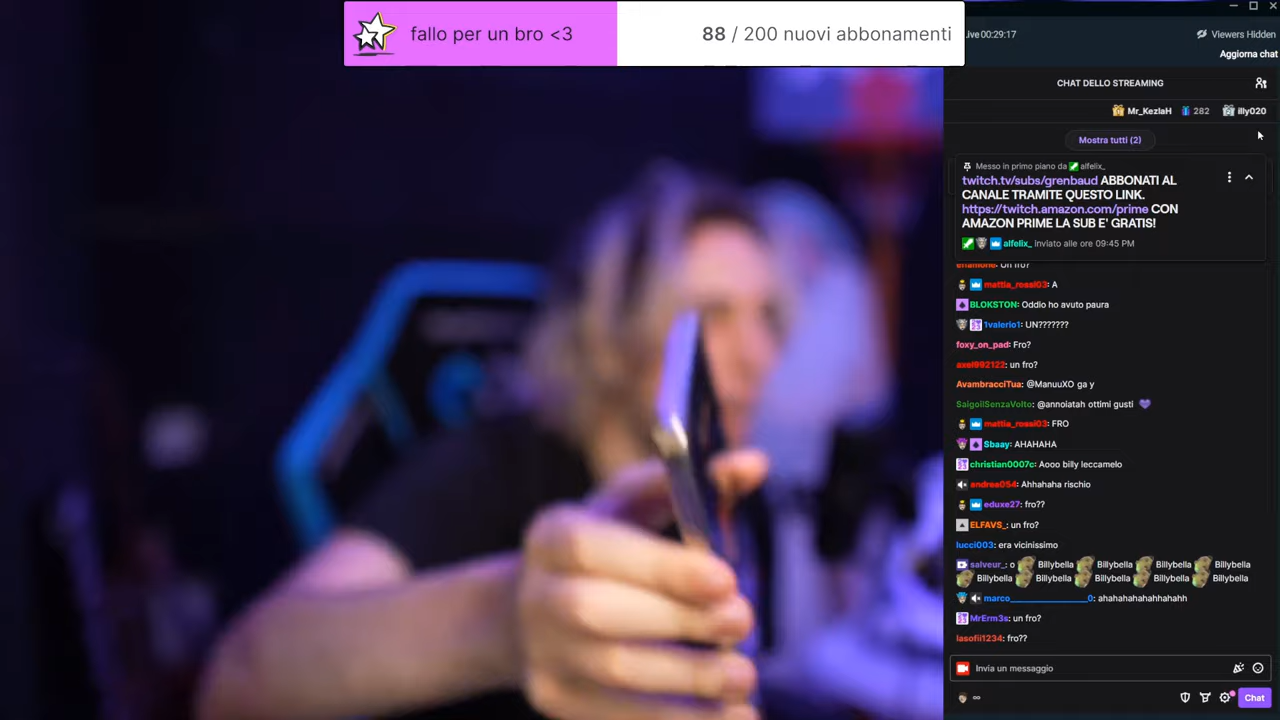 fallo per un bro <3
88 / 200 nuovi abbonamenti
Live 00:29:17
Viewers Hidden
Aggiorna chat
CHAT DELLO STREAMING
Mr_KezlaH
282
illy020
Mostra tutti (2)
Messo in primo piano da alfelix_
twitch.tv/subs/grenbaud ABBONATI AL
CANALE TRAMITE QUESTO LINK.
https://twitch.amazon.com/prime CON
AMAZON PRIME LA SUB E' GRATIS!
alfelix_ Inviato alle ore 09:45 PM
Un fro?
mattia_rossi03: A
BLOKSTON: Oddio ho avuto paura
1valerio1: UN???????
foxy_on_pad: Fro?
axel992122: un fro?
AvambracciTua: @ManuuXO ga y
SaigoilSenzaVolto: @annoiatah ottimi gusti
mattia_rossi03: FRO
Sbaay: AHAHAHA
christian0007c: Aooo billy leccamelo
andrea054: Ahhahaha rischio
eduxe27: fro??
ELFAVS_: un fro?
lucci003: era vicinissimo
salveur_: o Billybella Billybella Billybella Billybella
Billybella Billybella Billybella Billybella Billybella
marco____________________0: ahahahahahhahahhh
MrErm3s: un fro?
lasofii1234: fro??
Invia un messaggio
Chat